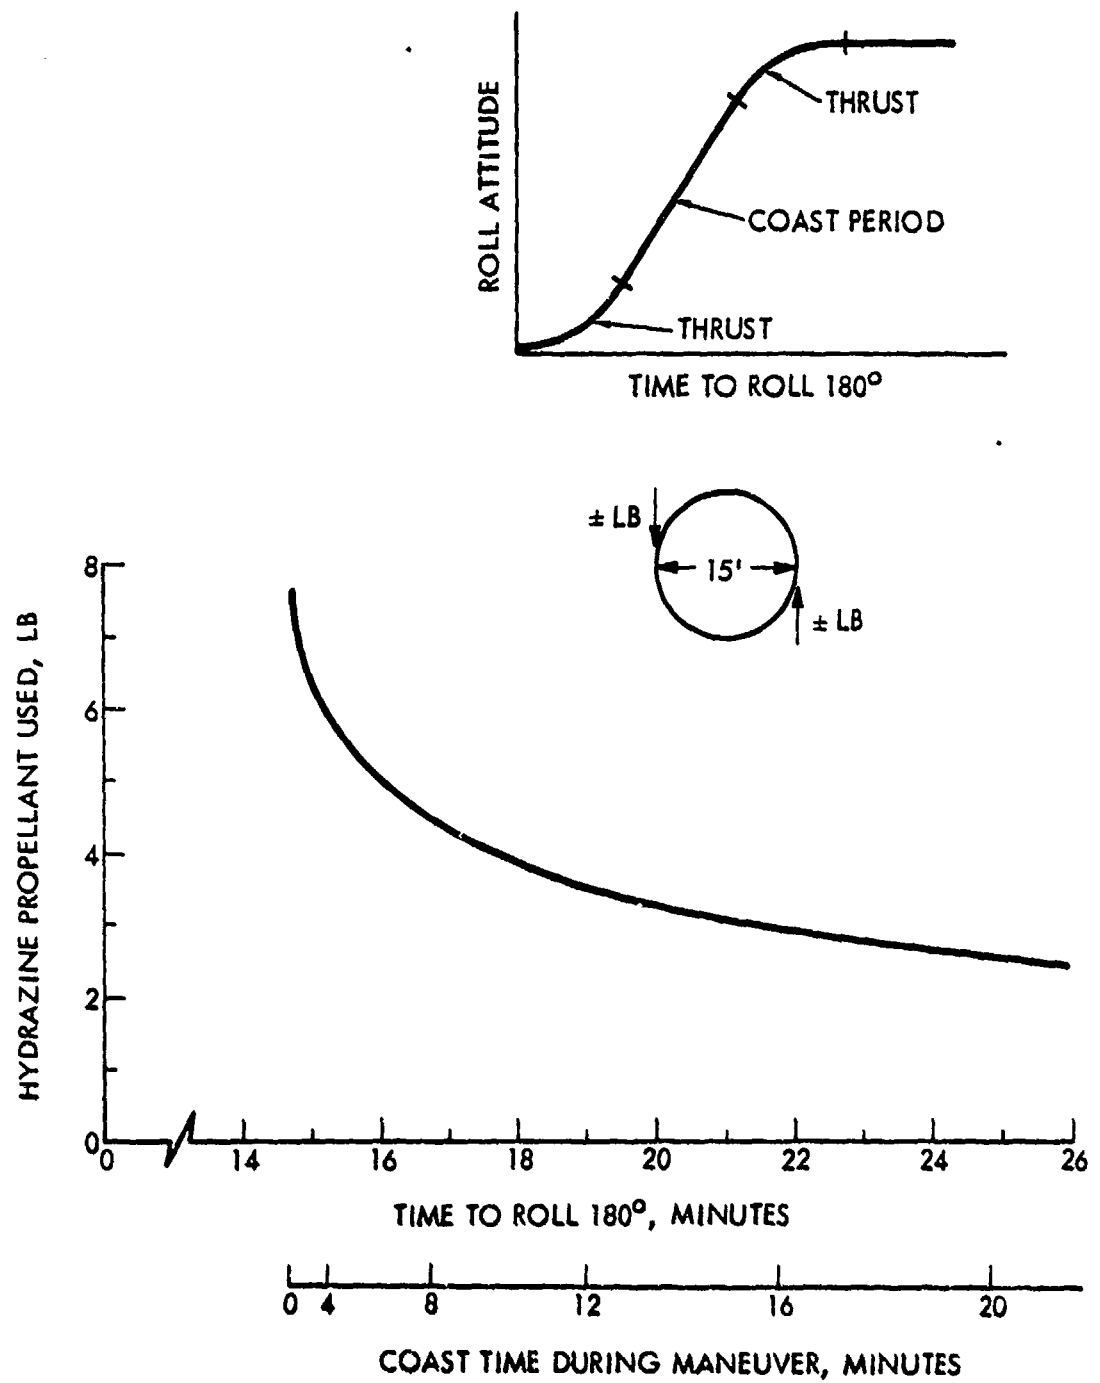 ROLL ATTITUDE
THRUST
COAST PERIOD
THRUST
TIME TO ROLL 180°
± LB
15'
± LB
HYDRAZINE PROPELLANT USED, LB
8
6
4
2
0
0 14 16 18 20 22 24 26
TIME TO ROLL 180°, MINUTES
0 4 8 12 16 20
COAST TIME DURING MANEUVER, MINUTES